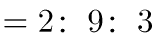 = 2 : 9 : 3